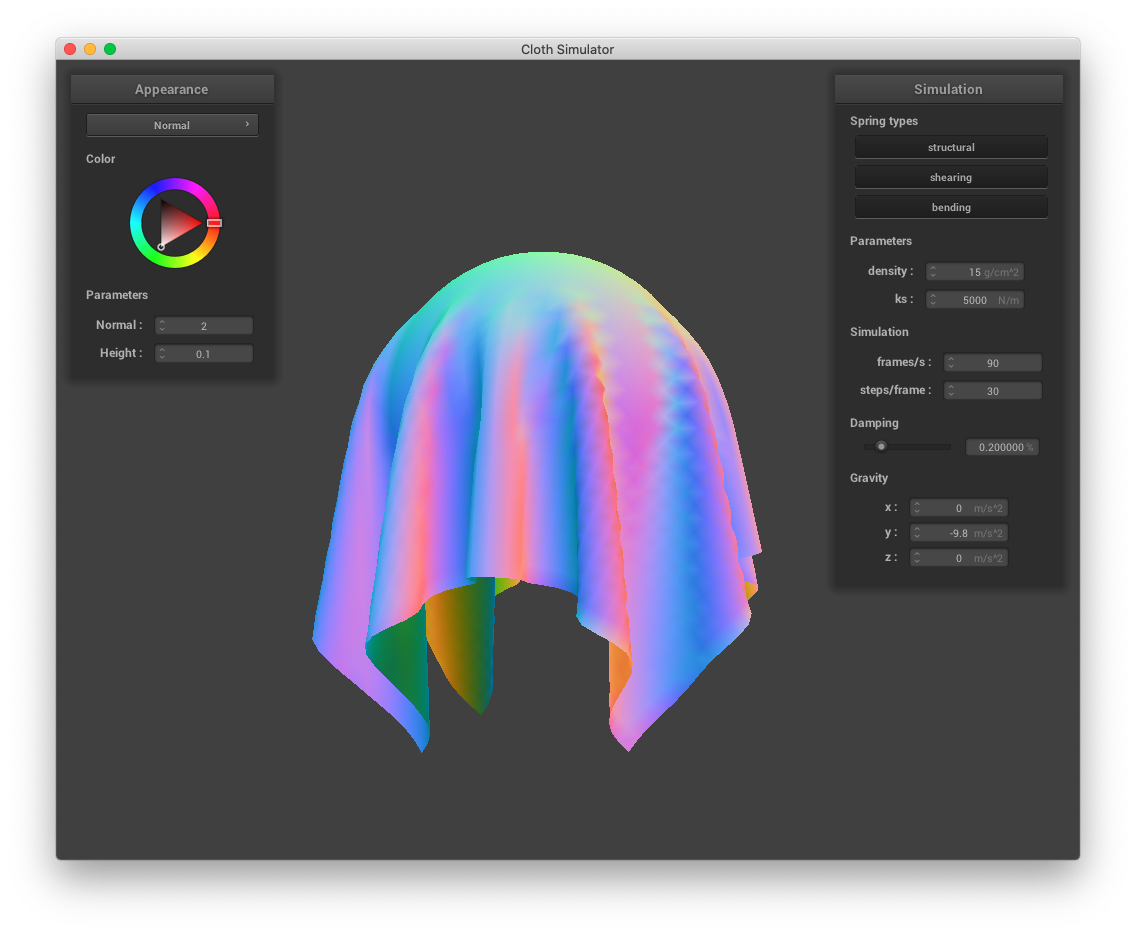 Cloth Simulator
Appearance
Normal
Color
Parameters
Normal : 2
Height : 0.1
Simulation
Spring types
structural
shearing
bending
Parameters
density : 15 g/cm^2
ks : 5000 N/m
Simulation
frames/s : 90
steps/frame : 30
Damping
0.200000 %
Gravity
x : 0 m/s^2
y : -9.8 m/s^2
z : 0 m/s^2